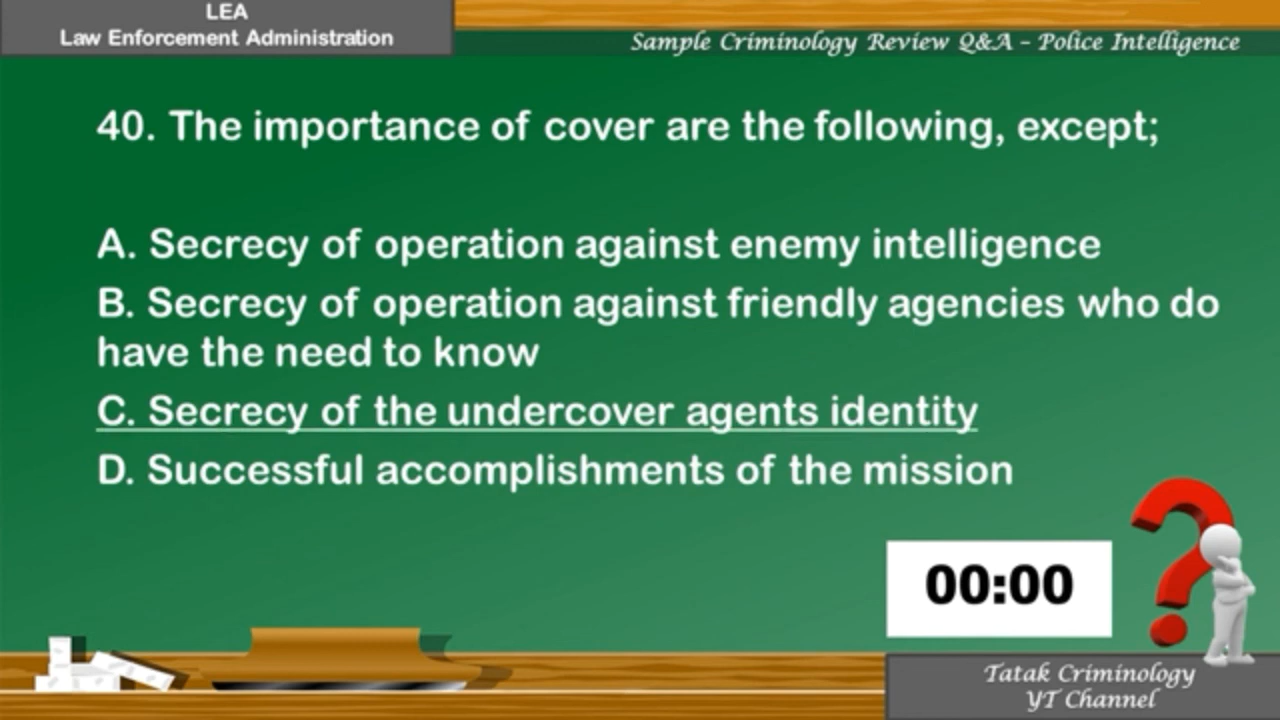 LEA
Law Enforcement Administration
Sample Criminology Review Q&A – Police Intelligence
40. The importance of cover are the following, except;
A. Secrecy of operation against enemy intelligence
B. Secrecy of operation against friendly agencies who do
have the need to know
C. Secrecy of the undercover agents identity
D. Successful accomplishments of the mission
00:00
Tatak Criminology
YT Channel